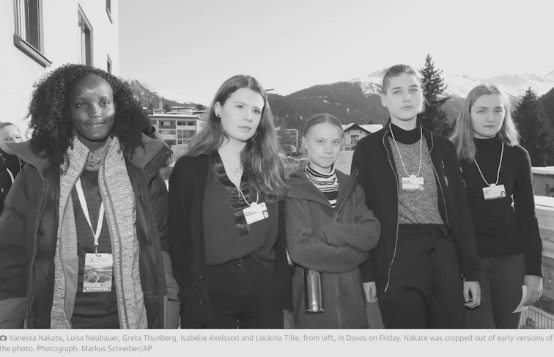 Vanessa Nakate, Luisa Neubauer, Greta Thunberg, Isabelle Axelsson and Loukina Tille, from left, in Davos on Friday. Nakate was cropped out of early versions of
the photo. Photograph: Markus Schreiber/AP